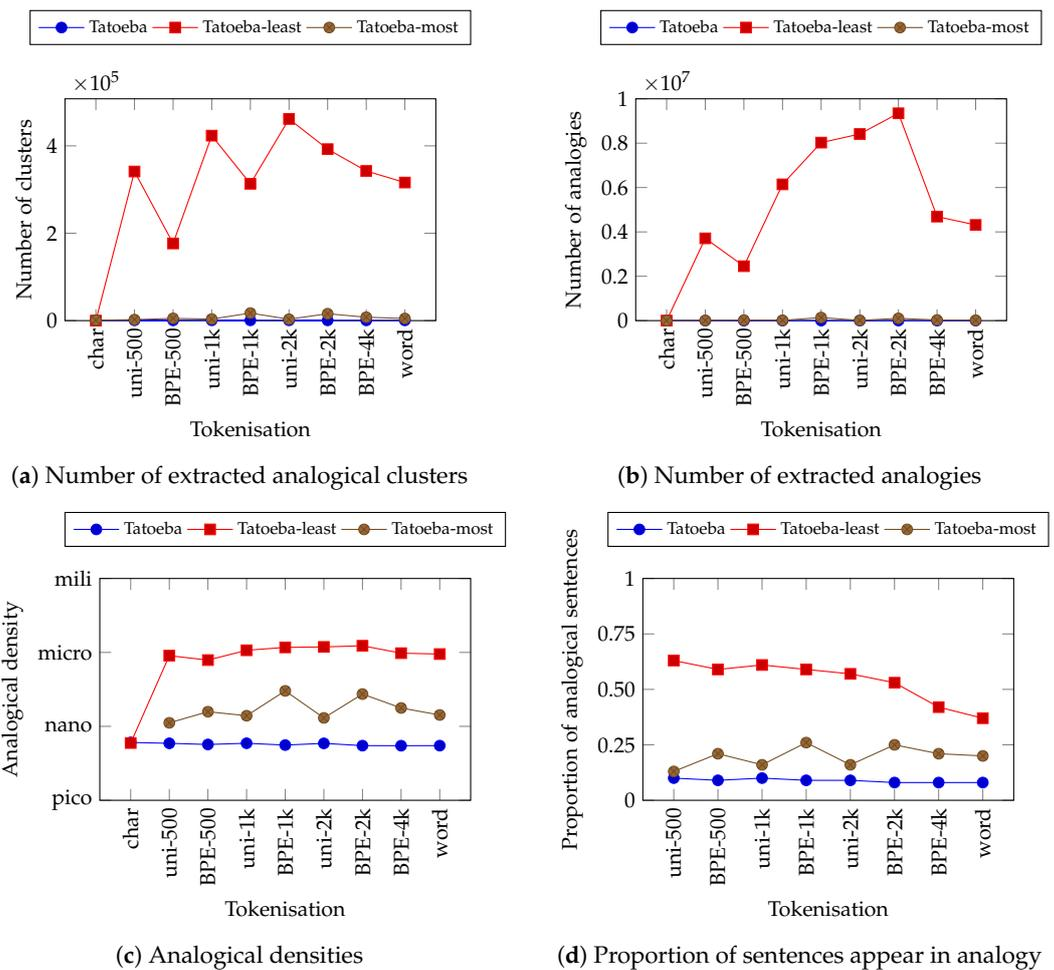 Tatoeba Tatoeba-least Tatoeba-most
×10⁵
Number of clusters
4
2
0
char
uni-500
BPE-500
uni-1k
BPE-1k
uni-2k
BPE-2k
BPE-4k
word
Tokenisation
(a) Number of extracted analogical clusters
Tatoeba Tatoeba-least Tatoeba-most
×10⁷
Number of analogies
1
0.8
0.6
0.4
0.2
0
char
uni-500
BPE-500
uni-1k
BPE-1k
uni-2k
BPE-2k
BPE-4k
word
Tokenisation
(b) Number of extracted analogies
Tatoeba Tatoeba-least Tatoeba-most
Analogical density
mili
micro
nano
pico
char
uni-500
BPE-500
uni-1k
BPE-1k
uni-2k
BPE-2k
BPE-4k
word
Tokenisation
(c) Analogical densities
Tatoeba Tatoeba-least Tatoeba-most
Proportion of analogical sentences
1
0.75
0.50
0.25
0
uni-500
BPE-500
uni-1k
BPE-1k
uni-2k
BPE-2k
BPE-4k
word
Tokenisation
(d) Proportion of sentences appear in analogy